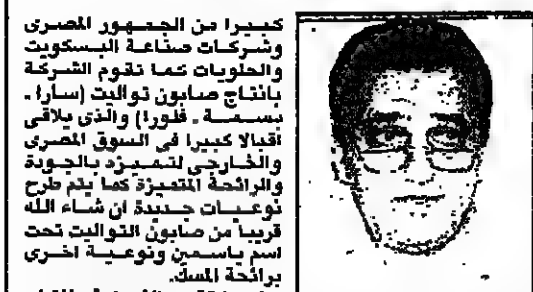 كبيرا من الجمهور المصرى
وشركات صناعة البسكويت
والحلويات كما تقوم الشركة
بانتاج صابون تواليت (سارا ـ
بسمة ـ فلورا) والذى يلاقى
اقبالا كبيرا فى السوق المصرى
والخارجي لتميزه بالجودة
والرائحة المتميزة كما يتم طرح
نوعيات جديدة ان شاء الله
قريبا من صابون التواليت تحت
اسم ياسمين ونوعية اخرى
برائحة المسك.